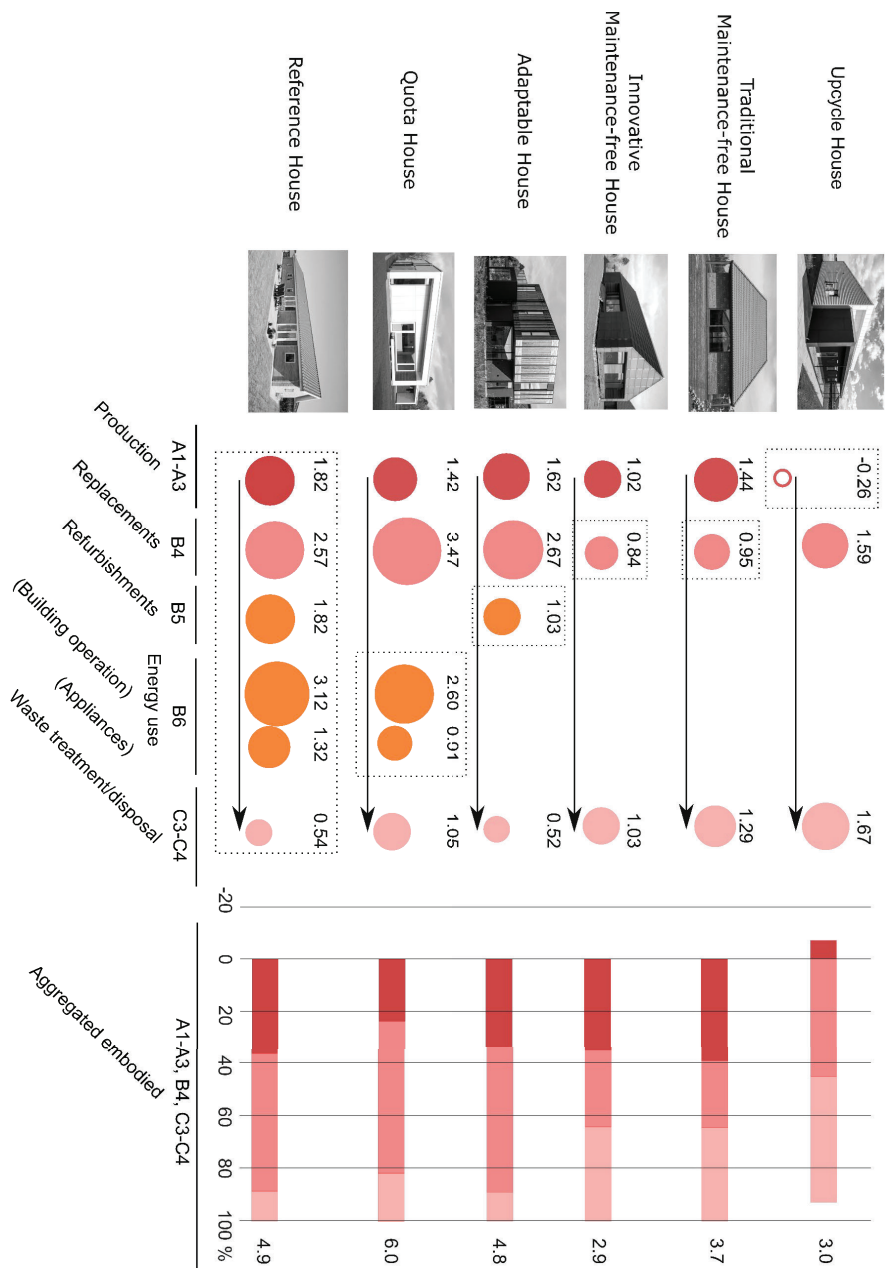 Upcycle House
-0.26 1.59 1.67 3.0
Traditional
Maintenance-free House
1.44 0.95 1.29 3.7
Innovative
Maintenance-free House
1.02 0.84 1.03 2.9
Adaptable House
1.62 2.67 1.03 0.52 4.8
Quota House
1.42 3.47 2.60 0.91 1.05 6.0
Reference House
1.82 2.57 1.82 3.12 1.32 0.54 4.9
-20 0 20 40 60 80 100 %
A1-A3 B4 B5 B6 C3-C4 A1-A3, B4, C3-C4
Production
Replacements
Refurbishments
Energy use
(Building operation)
(Appliances)
Waste treatment/disposal
Aggregated embodied